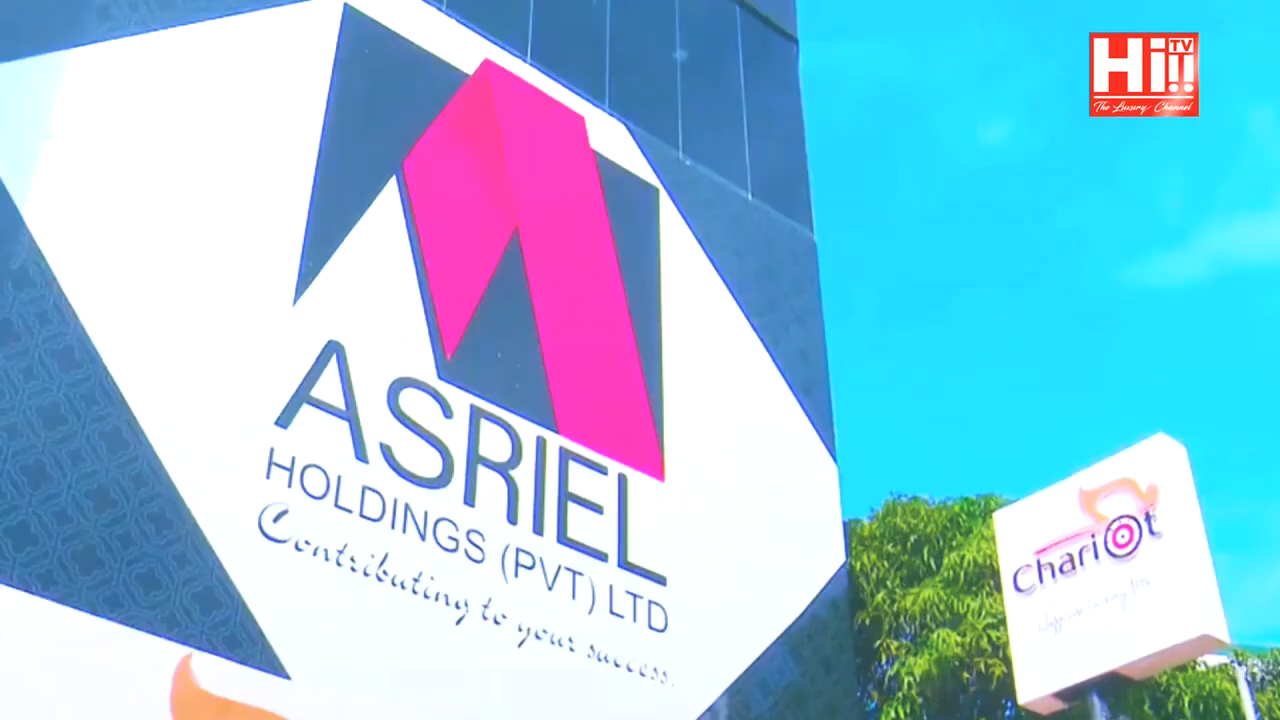 Hi!!
TV
The Luxury Channel
ASRIEL
HOLDINGS (PVT) LTD
Contributing to your success.
Chariot